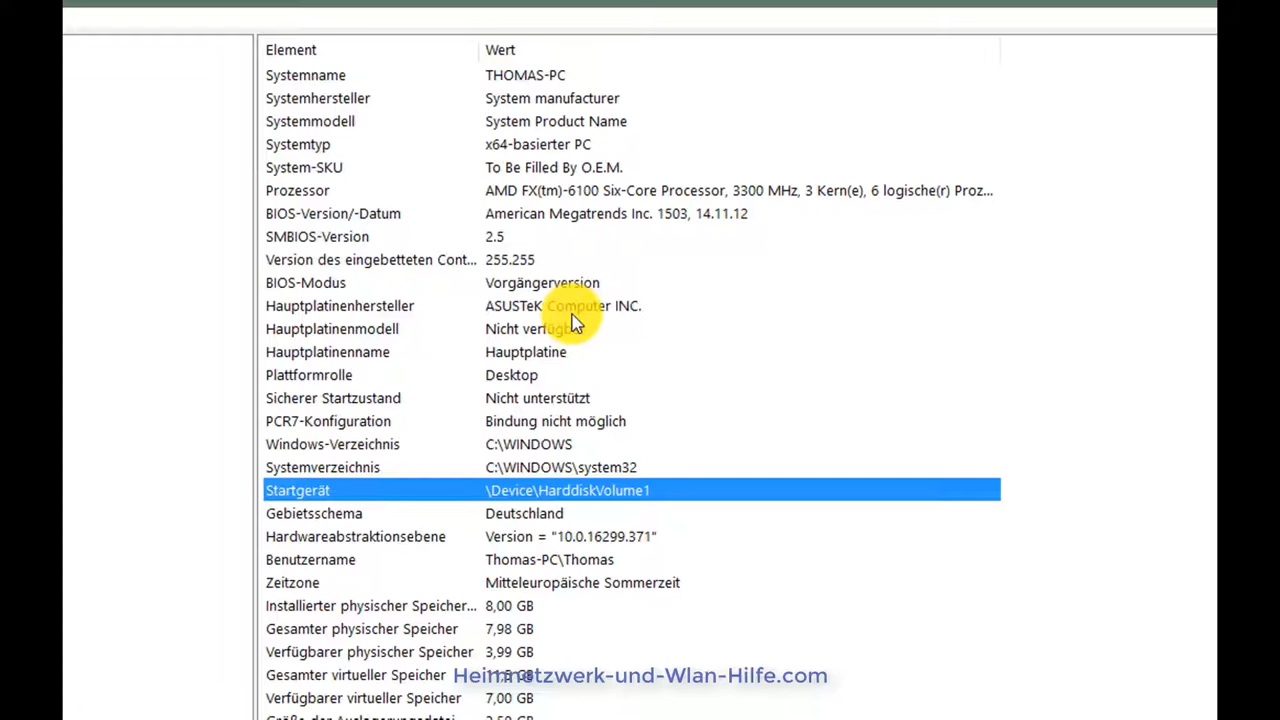 Element Wert
Systemname THOMAS-PC
Systemhersteller System manufacturer
Systemmodell System Product Name
Systemtyp x64-basierter PC
System-SKU To Be Filled By O.E.M.
Prozessor AMD FX(tm)-6100 Six-Core Processor, 3300 MHz, 3 Kern(e), 6 logische(r) Proz...
BIOS-Version/-Datum American Megatrends Inc. 1503, 14.11.12
SMBIOS-Version 2.5
Version des eingebetteten Cont... 255.255
BIOS-Modus Vorgängerversion
Hauptplatinenhersteller ASUSTeK Computer INC.
Hauptplatinenmodell Nicht
Hauptplatinenname Hauptplatine
Plattformrolle Desktop
Sicherer Startzustand Nicht unterstützt
PCR7-Konfiguration Bindung nicht möglich
Windows-Verzeichnis C:\WINDOWS
Systemverzeichnis C:\WINDOWS\system32
Startgerät \Device\HarddiskVolume1
Gebietsschema Deutschland
Hardwareabstraktionsebene Version = "10.0.16299.371"
Benutzername Thomas-PC\Thomas
Zeitzone Mitteleuropäische Sommerzeit
Installierter physischer Speicher... 8,00 GB
Gesamter physischer Speicher 7,98 GB
Verfügbarer physischer Speicher 3,99 GB
Gesamter virtueller Speicher
Heimnetzwerk-und-Wlan-Hilfe.com
Verfügbarer virtueller Speicher 7,00 GB